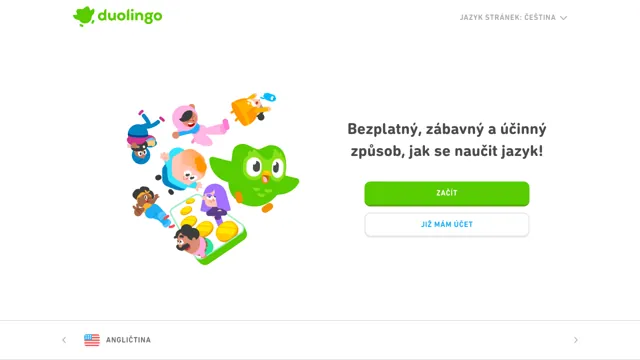 duolingo
JAZYK STRÁNEK: ČEŠTINA
Bezplatný, zábavný a účinný
způsob, jak se naučit jazyk!
ZAČÍT
JIŽ MÁM ÚČET
ANGLIČTINA